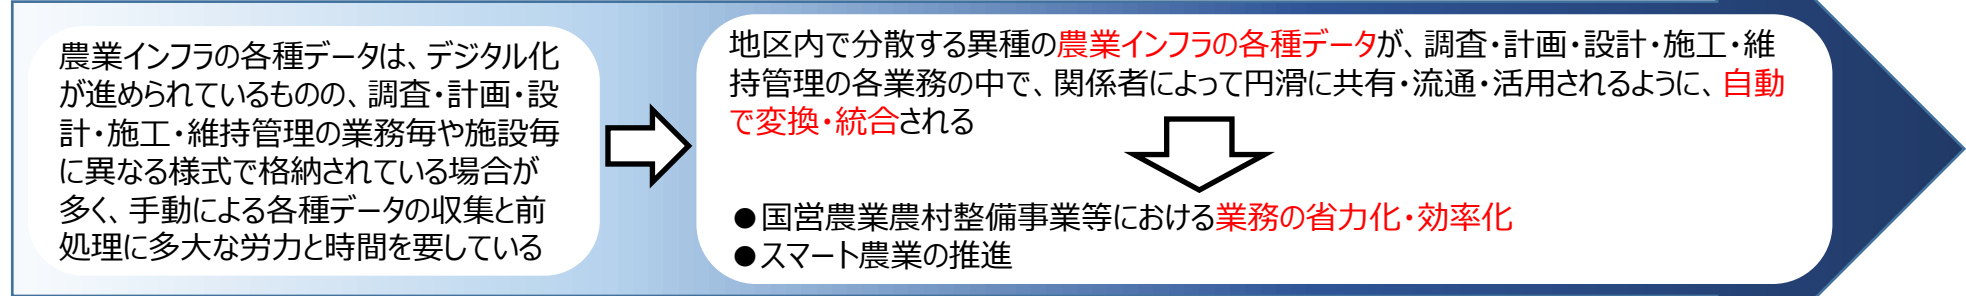 農業インフラの各種データは、デジタル化
が進められているものの、調査・計画・設
計・施工・維持管理の業務毎や施設毎
に異なる様式で格納されている場合が
多く、手動による各種データの収集と前
処理に多大な労力と時間を要している
地区内で分散する異種の農業インフラの各種データが、調査・計画・設計・施工・維
持管理の各業務の中で、関係者によって円滑に共有・流通・活用されるように、自動
で変換・統合される
●国営農業農村整備事業等における業務の省力化・効率化
●スマート農業の推進